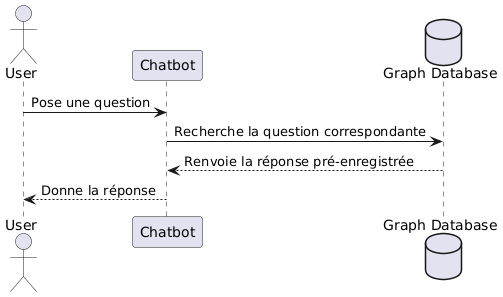 User
Chatbot
Graph Database
Pose une question
Recherche la question correspondante
Renvoie la réponse pré-enregistrée
Donne la réponse
User
Chatbot
Graph Database